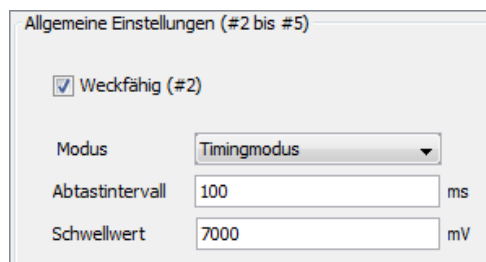 Allgemeine Einstellungen (#2 bis #5)
Weckfähig (#2)
Modus Timingmodus
Abtastintervall 100 ms
Schwellwert 7000 mV